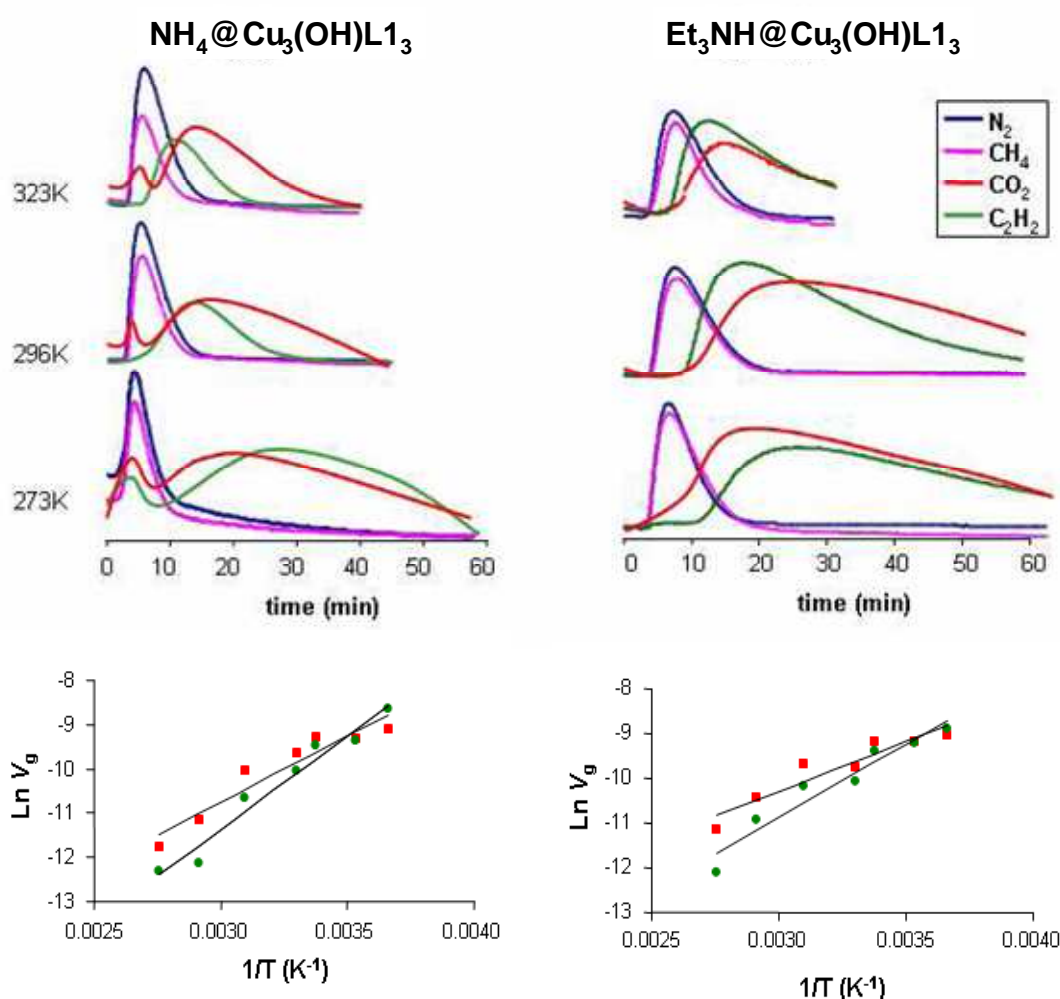 NH₄@Cu₃(OH)L1₃
Et₃NH@Cu₃(OH)L1₃
N₂
CH₄
CO₂
C₂H₂
323K
296K
273K
0 10 20 30 40 50 60
time (min)
0 10 20 30 40 50 60
time (min)
-8
-9
-10
-11
-12
-13
Ln Vg
0.0025 0.0030 0.0035 0.0040
1/T (K⁻¹)
-8
-9
-10
-11
-12
-13
Ln Vg
0.0025 0.0030 0.0035 0.0040
1/T (K⁻¹)